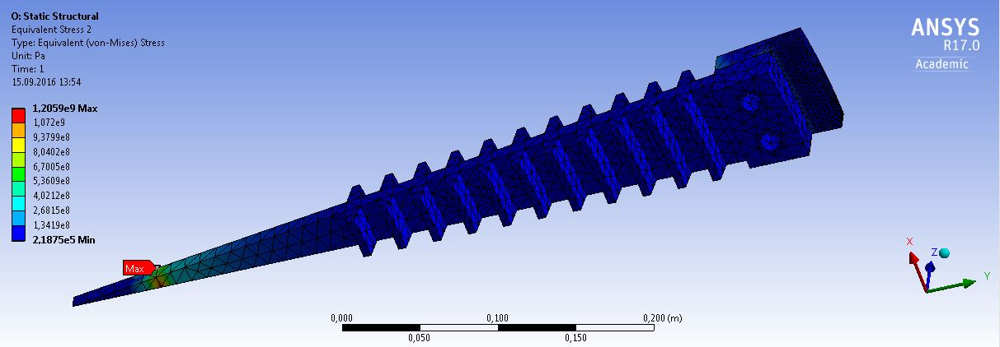 O: Static Structural
Equivalent Stress 2
Type: Equivalent (von-Mises) Stress
Unit: Pa
Time: 1
15.09.2016 13:54
1,2059e9 Max
1,072e9
9,3799e8
8,0402e8
6,7005e8
5,3609e8
4,0212e8
2,6815e8
1,3419e8
2,1875e5 Min
ANSYS
R17.0
Academic
Max
0,000
0,100
0,200 (m)
0,050
0,150
X
Z
Y